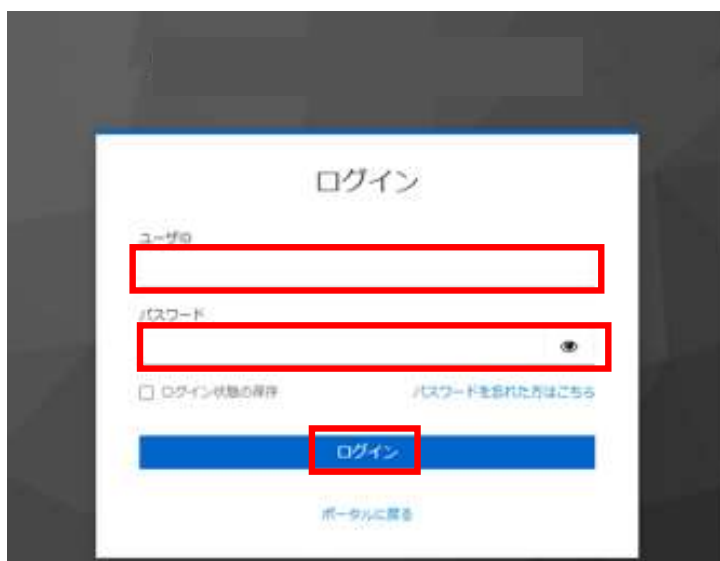 ログイン
ユーザID
パスワード
ログイン状態の保存
パスワードを忘れた方はこちら
ログイン
ポータルに戻る